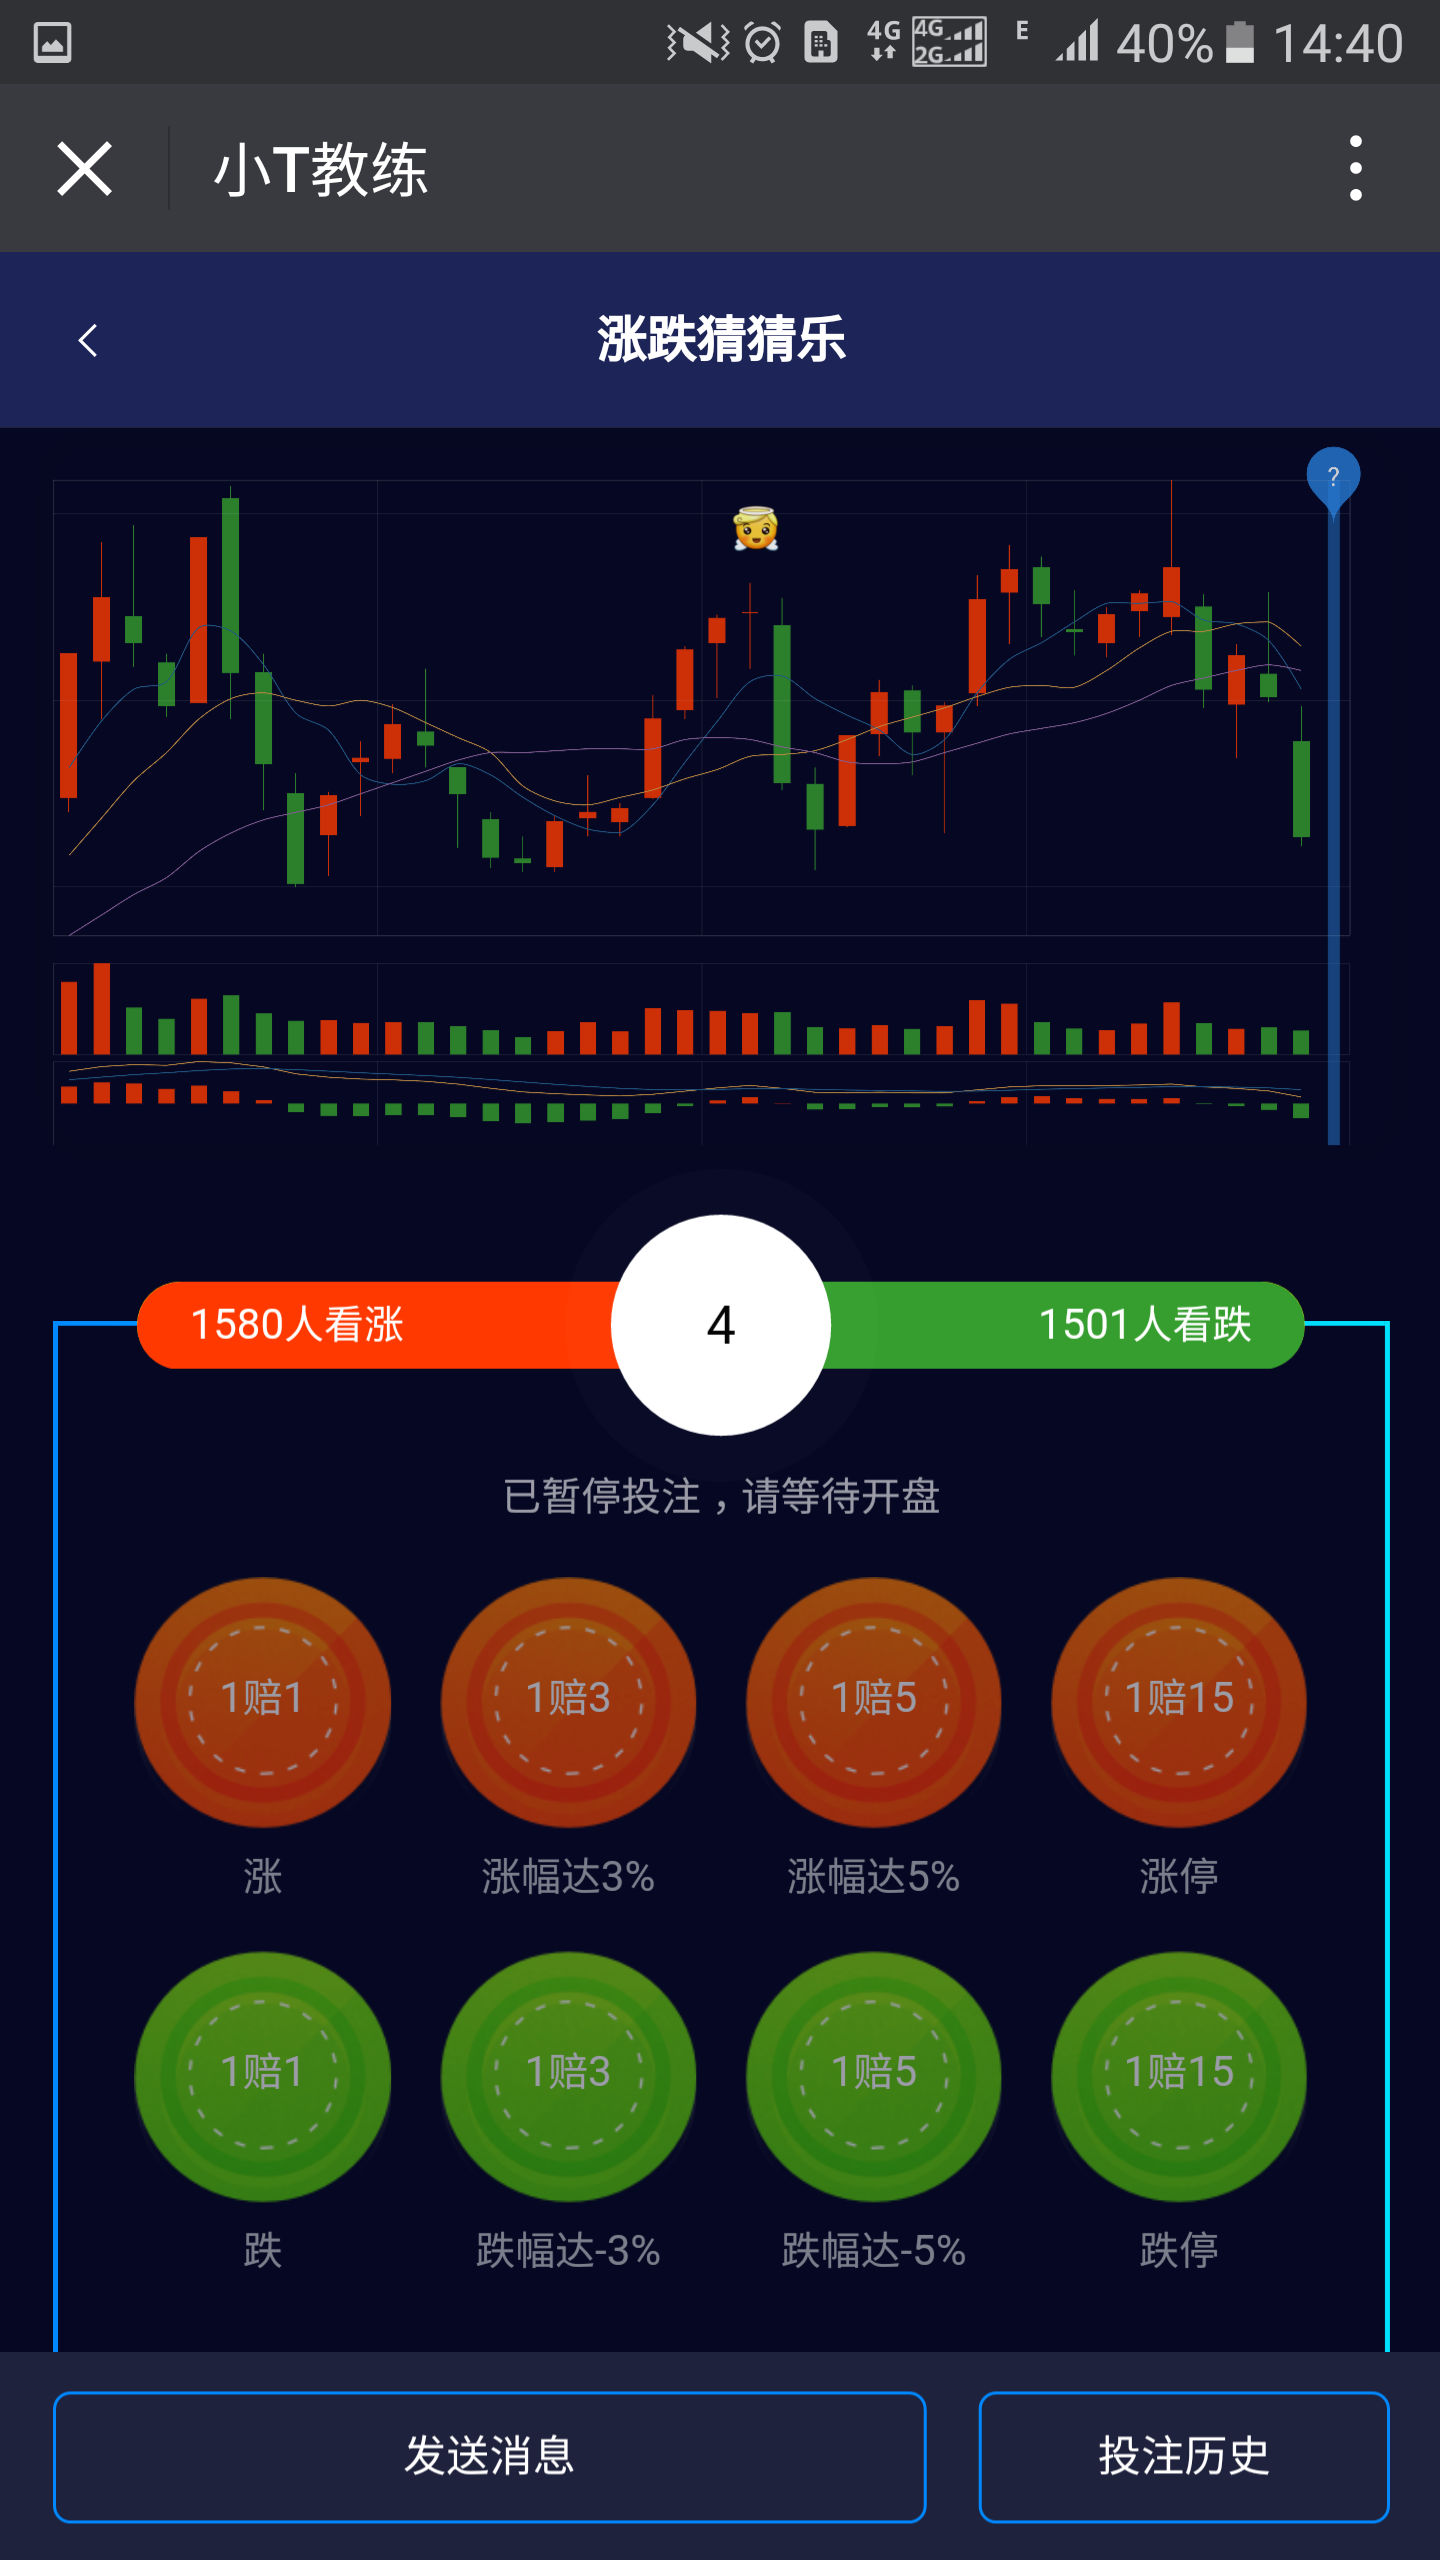 4G 4G 2G E 40% 14:40
小T教练
涨跌猜猜乐
?
1580人看涨 4 1501人看跌
已暂停投注，请等待开盘
1赔1 1赔3 1赔5 1赔15
涨 涨幅达3% 涨幅达5% 涨停
1赔1 1赔3 1赔5 1赔15
跌 跌幅达-3% 跌幅达-5% 跌停
发送消息 投注历史